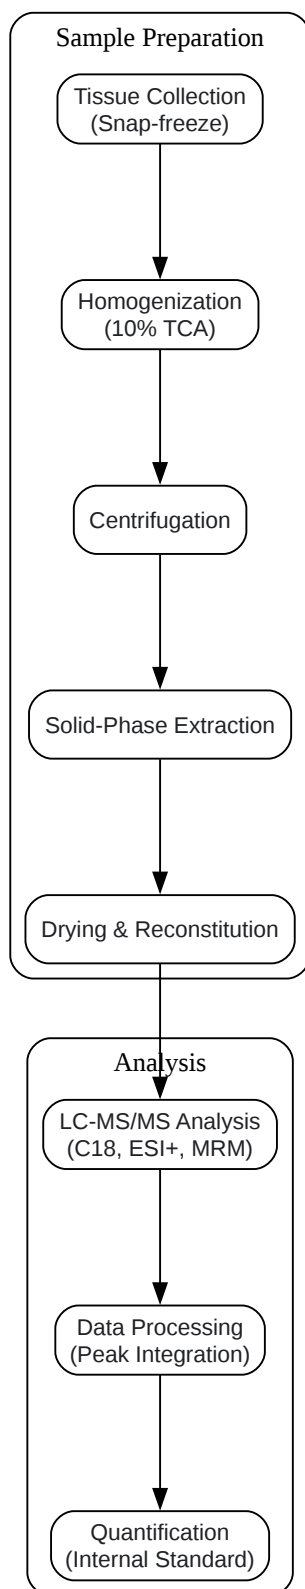 Sample Preparation
Tissue Collection
(Snap-freeze)
Homogenization
(10% TCA)
Centrifugation
Solid-Phase Extraction
Drying & Reconstitution
Analysis
LC-MS/MS Analysis
(C18, ESI+, MRM)
Data Processing
(Peak Integration)
Quantification
(Internal Standard)